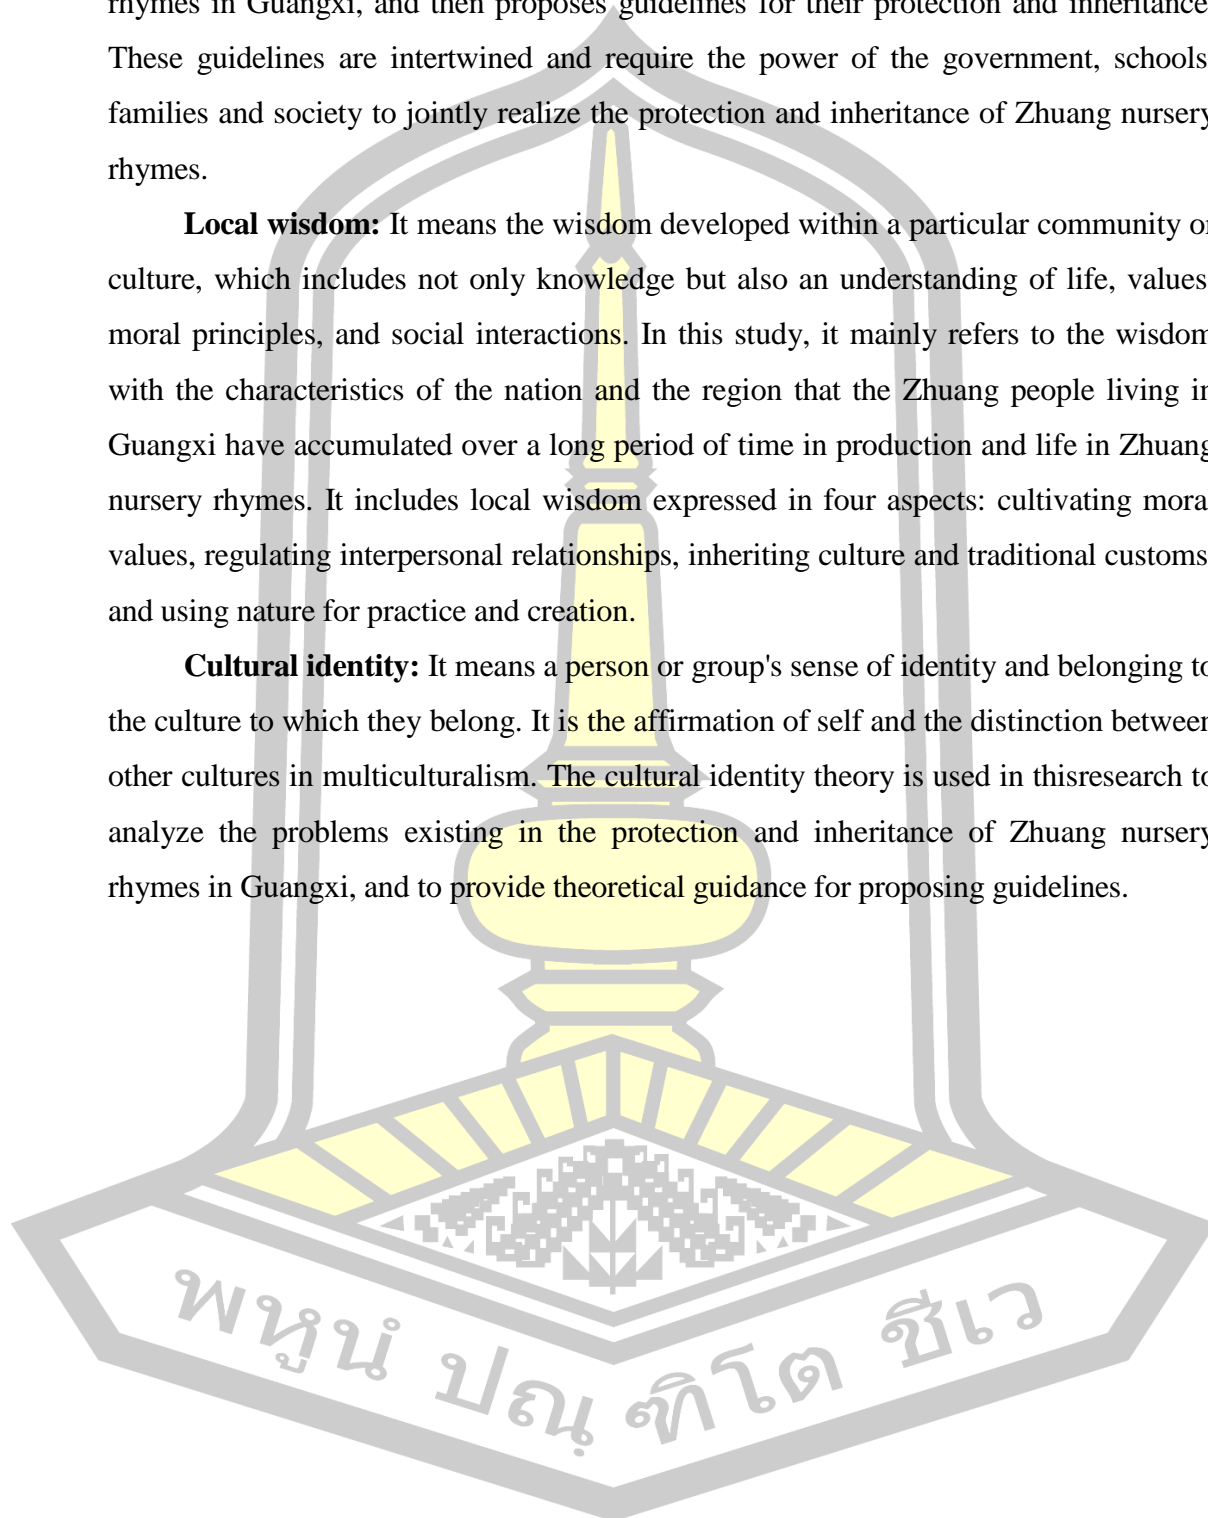 rhymes in Guangxi, and then proposes guidelines for their protection and inheritance
These guidelines are intertwined and require the power of the government, schools
families and society to jointly realize the protection and inheritance of Zhuang nursery
rhymes.
Local wisdom: It means the wisdom developed within a particular community or
culture, which includes not only knowledge but also an understanding of life, values
moral principles, and social interactions. In this study, it mainly refers to the wisdom
with the characteristics of the nation and the region that the Zhuang people living in
Guangxi have accumulated over a long period of time in production and life in Zhuang
nursery rhymes. It includes local wisdom expressed in four aspects: cultivating mora
values, regulating interpersonal relationships, inheriting culture and traditional customs
and using nature for practice and creation.
Cultural identity: It means a person or group's sense of identity and belonging to
the culture to which they belong. It is the affirmation of self and the distinction between
other cultures in multiculturalism. The cultural identity theory is used in thisresearch to
analyze the problems existing in the protection and inheritance of Zhuang nursery
rhymes in Guangxi, and to provide theoretical guidance for proposing guidelines.
พหูนํ ปณฺฑิโต ชีเว